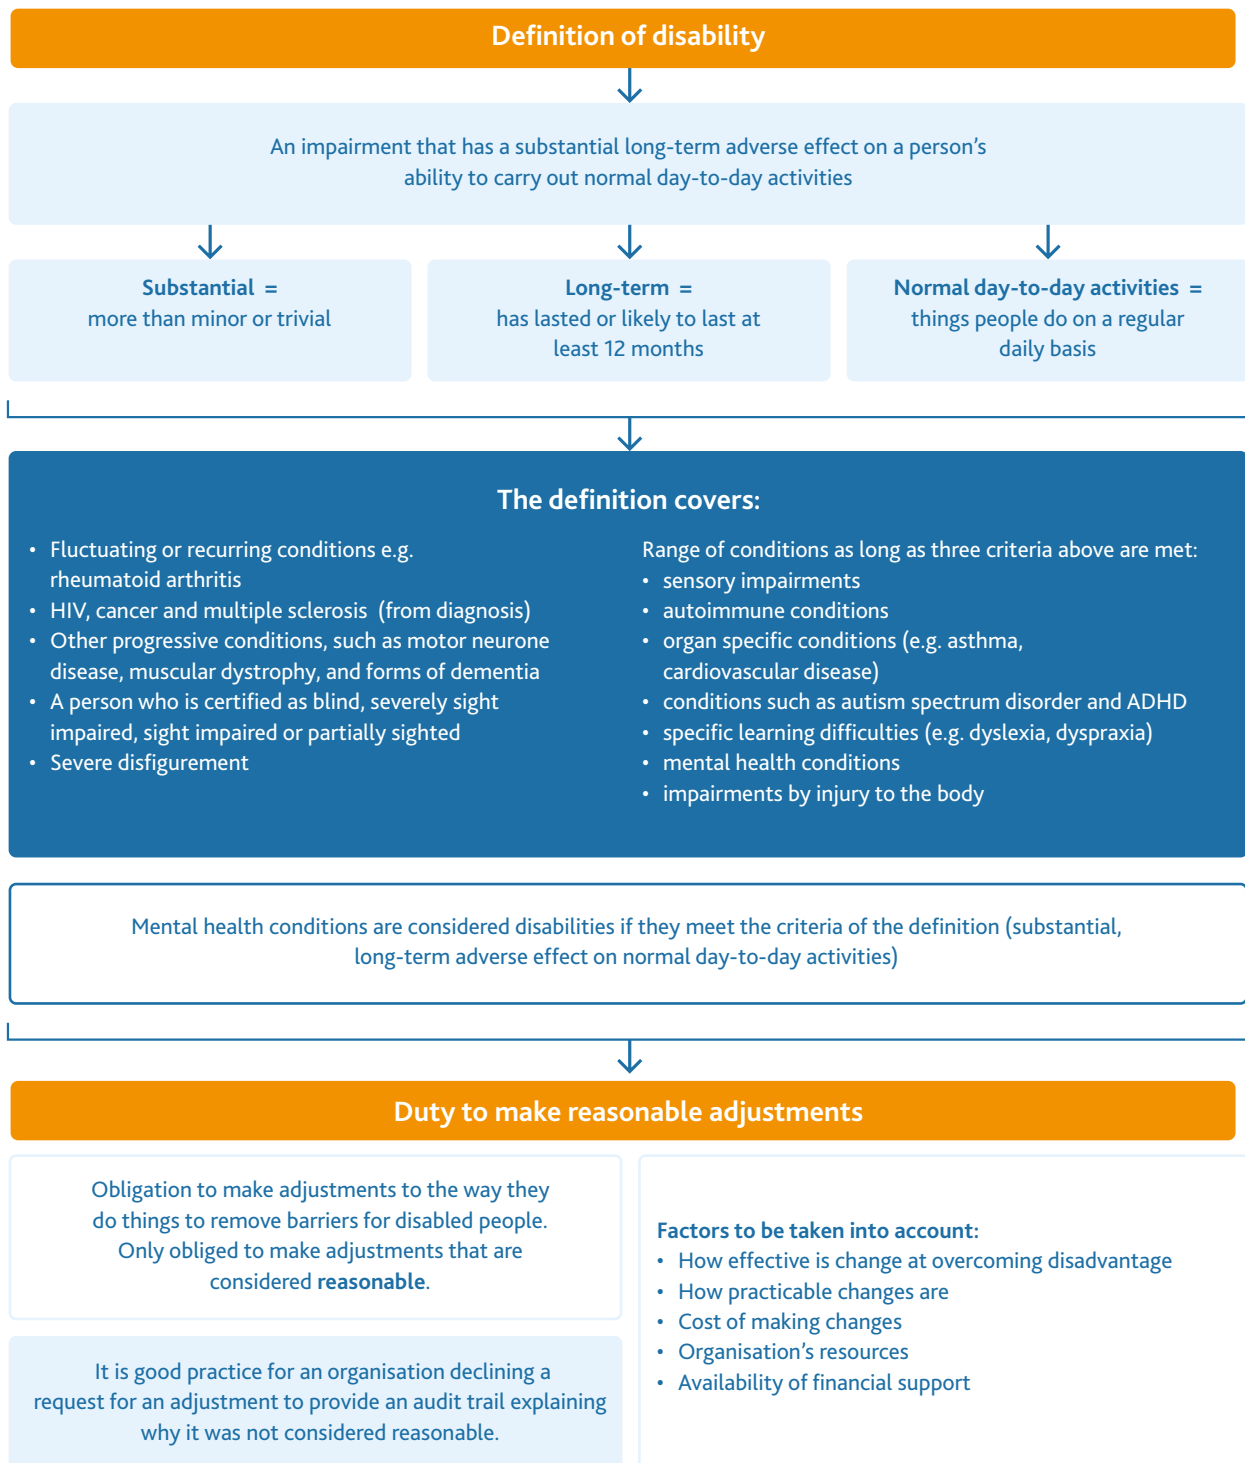 Definition of disability
An impairment that has a substantial long-term adverse effect on a person's
ability to carry out normal day-to-day activities
Substantial =
more than minor or trivial
Long-term =
has lasted or likely to last at
least 12 months
Normal day-to-day activities =
things people do on a regular
daily basis
The definition covers:
• Fluctuating or recurring conditions e.g.
rheumatoid arthritis
• HIV, cancer and multiple sclerosis (from diagnosis)
• Other progressive conditions, such as motor neurone
disease, muscular dystrophy, and forms of dementia
• A person who is certified as blind, severely sight
impaired, sight impaired or partially sighted
• Severe disfigurement
Range of conditions as long as three criteria above are met:
• sensory impairments
• autoimmune conditions
• organ specific conditions (e.g. asthma,
cardiovascular disease)
• conditions such as autism spectrum disorder and ADHD
• specific learning difficulties (e.g. dyslexia, dyspraxia)
• mental health conditions
• impairments by injury to the body
Mental health conditions are considered disabilities if they meet the criteria of the definition (substantial,
long-term adverse effect on normal day-to-day activities)
Duty to make reasonable adjustments
Obligation to make adjustments to the way they
do things to remove barriers for disabled people.
Only obliged to make adjustments that are
considered reasonable.
It is good practice for an organisation declining a
request for an adjustment to provide an audit trail explaining
why it was not considered reasonable.
Factors to be taken into account:
• How effective is change at overcoming disadvantage
• How practicable changes are
• Cost of making changes
• Organisation's resources
• Availability of financial support